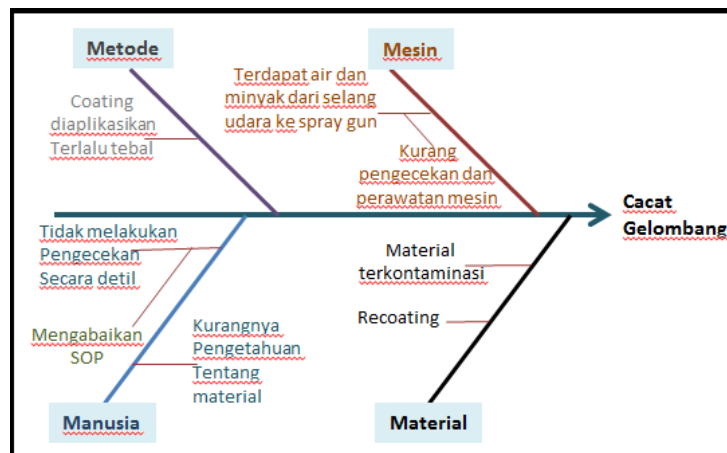 Metode
Mesin
Terdapat air dan
minyak dari selang
udara ke spray gun
Coating
diaplikasikan
Terlalu tebal
Kurang
pengecekan dan
perawatan mesin
Cacat
Gelombang
Tidak melakukan
Pengecekan
Secara detil
Material
terkontaminasi
Mengabaikan
SOP
Kurangnya
Pengetahuan
Tentang
material
Recoating
Manusia
Material